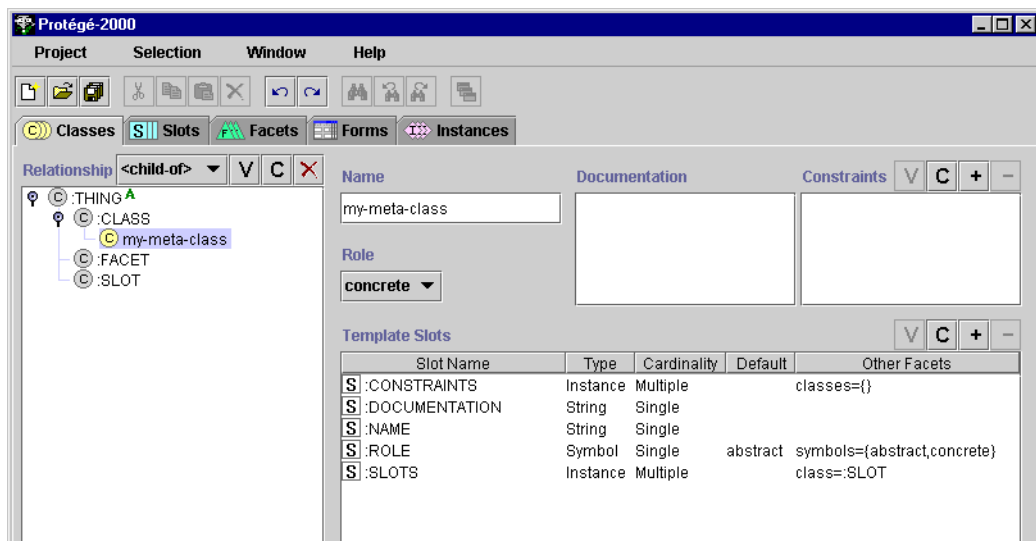 Protégé-2000
Project Selection Window Help
C Classes S Slots F Facets Forms I Instances
Relationship <child-of> V C
Name Documentation Constraints V C + −
C :THING A
my-meta-class
C :CLASS
C my-meta-class
C :FACET
Role
C :SLOT
concrete
Template Slots V C + −
Slot Name Type Cardinality Default Other Facets
S :CONSTRAINTS Instance Multiple classes={}
S :DOCUMENTATION String Single
S :NAME String Single
S :ROLE Symbol Single abstract symbols={abstract,concrete}
S :SLOTS Instance Multiple class=:SLOT